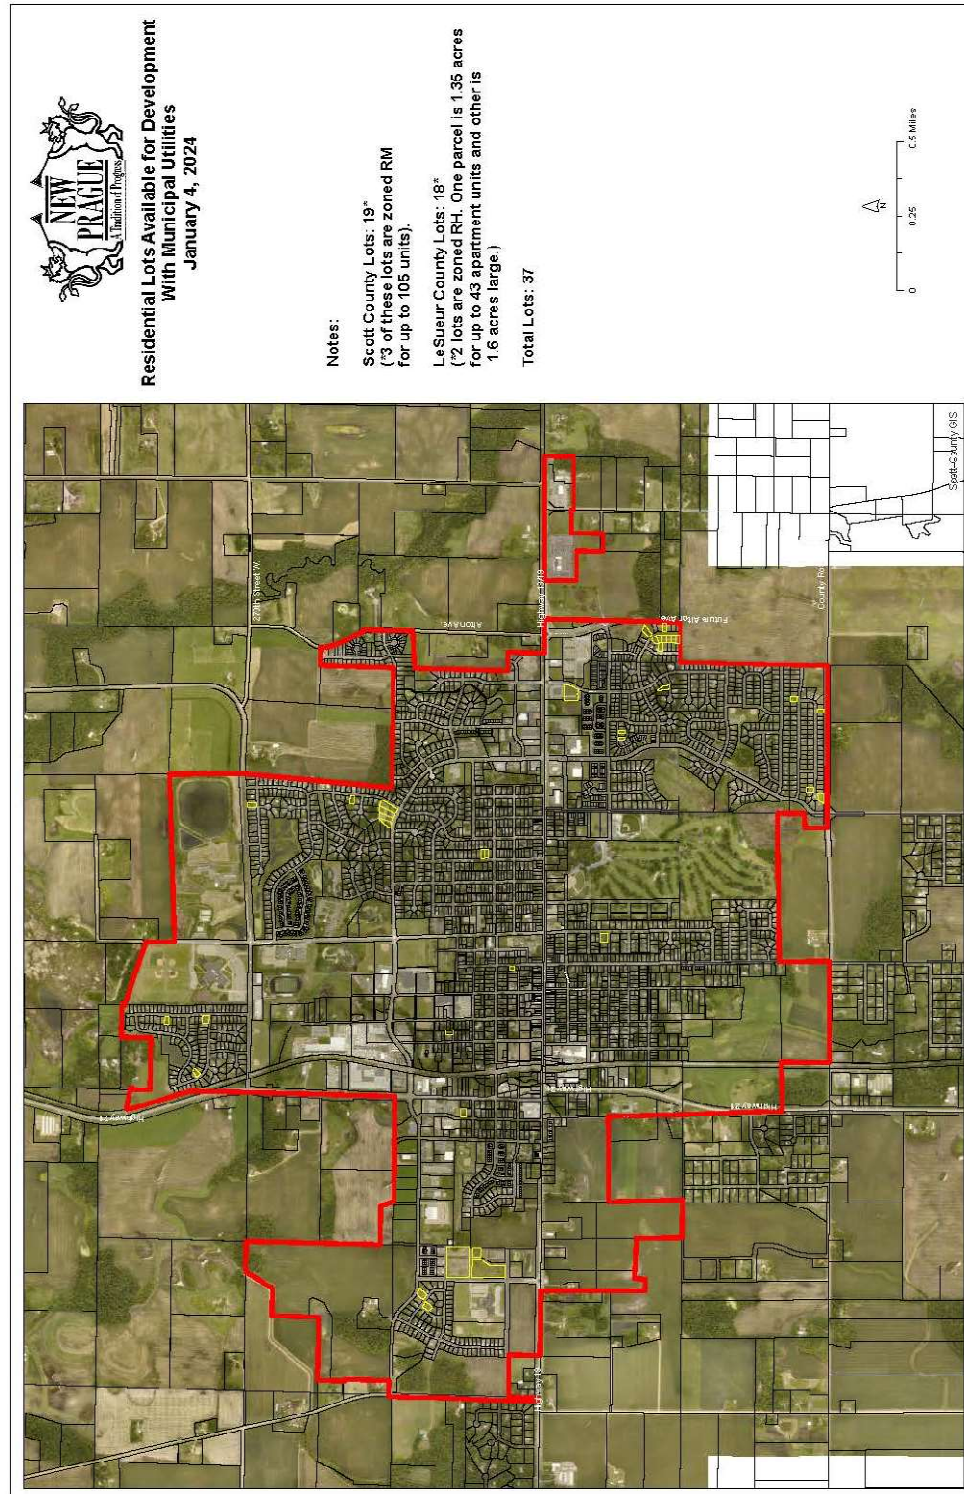 NEW
PRAGUE
A Tradition of Progress
Residential Lots Available for Development
With Municipal Utilities
January 4, 2024
Notes:
Scott County Lots: 19*
(*3 of these lots are zoned RM
for up to 105 units).
LeSueur County Lots: 18*
(*2 lots are zoned RH. One parcel is 1.35 acres
for up to 43 apartment units and other is
1.6 acres large.)
Total Lots: 37
N
0 0.25 0.5 Miles
270th Street W.
Alton Ave.
Highway 13/19
Future Alton Ave
County Ro
Highway 21
Highway 21
Highway 19
Scott County GIS